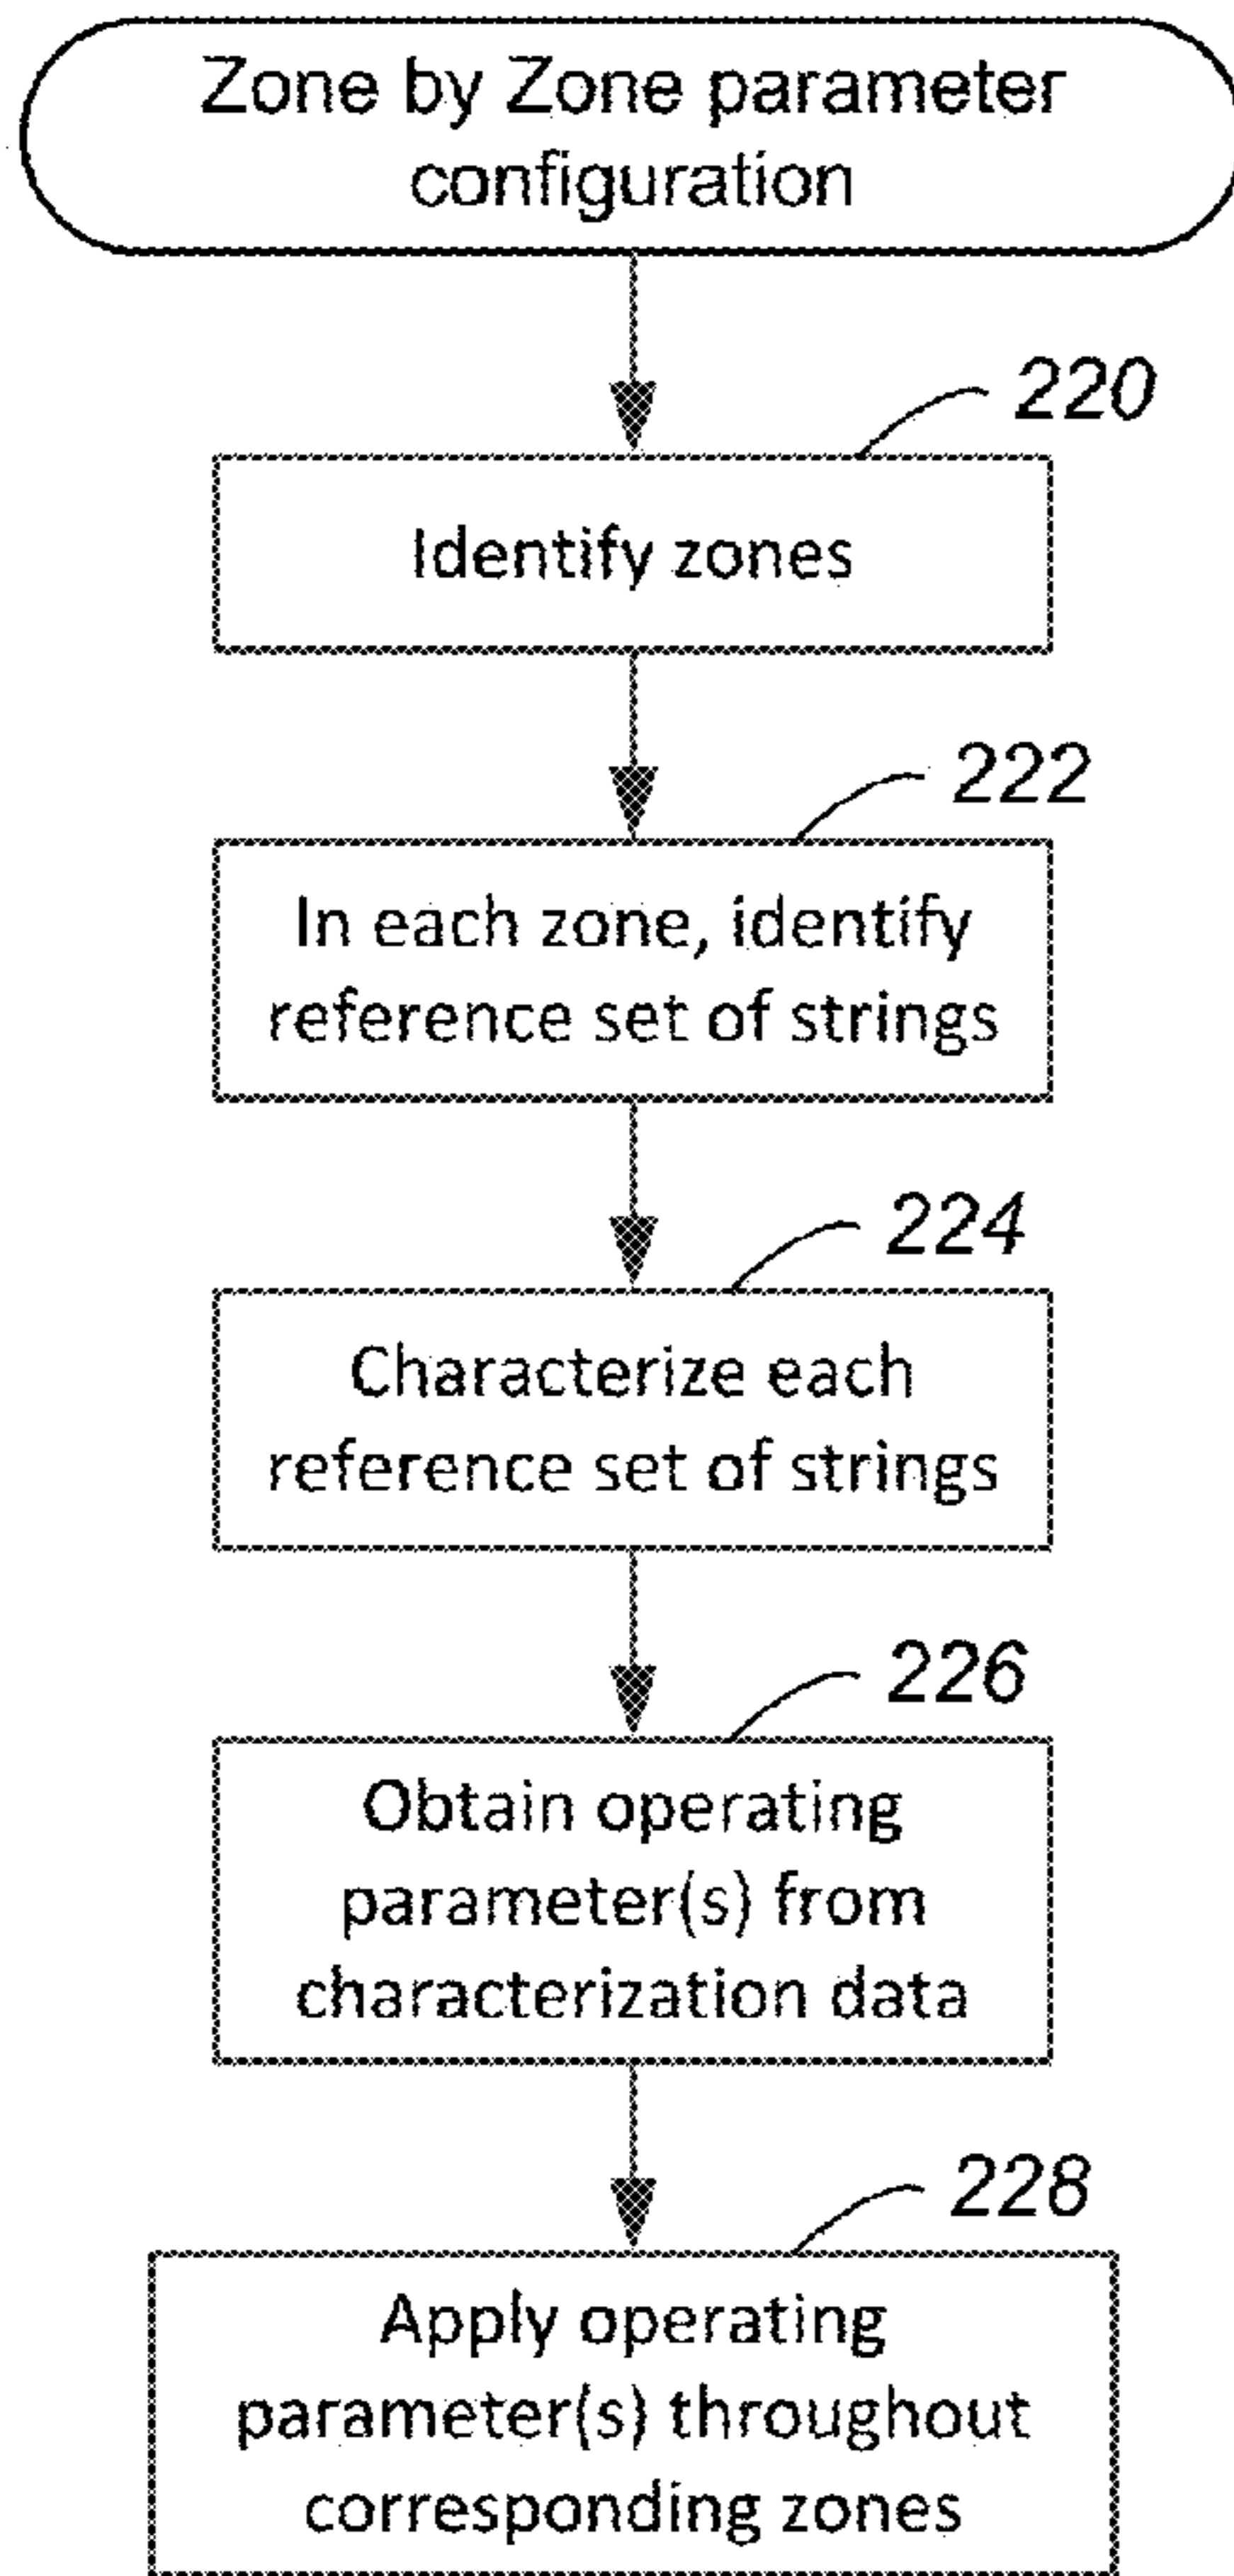 Zone by Zone parameter
configuration
220
Identify zones
222
In each zone, identify
reference set of strings
224
Characterize each
reference set of strings
226
Obtain operating
parameter(s) from
characterization data
228
Apply operating
parameter(s) throughout
corresponding zones